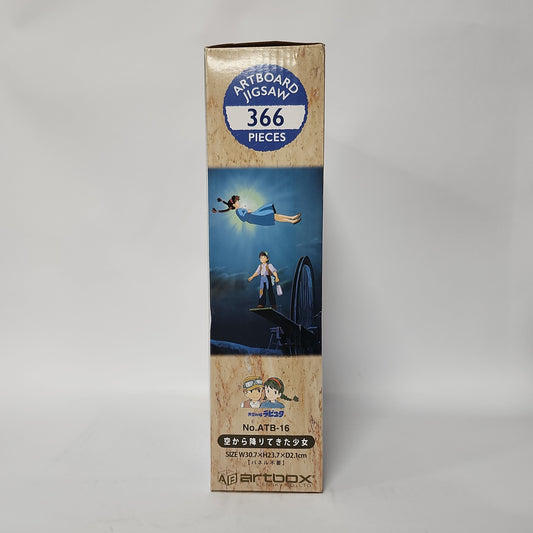 ARTBOARD
JIGSAW
366
PIECES
天空の城ラピュタ
No.ATB-16
空から降りてきた少女
SIZE W30.7×H23.7×D2.1cm
【パネル不要】
artbox